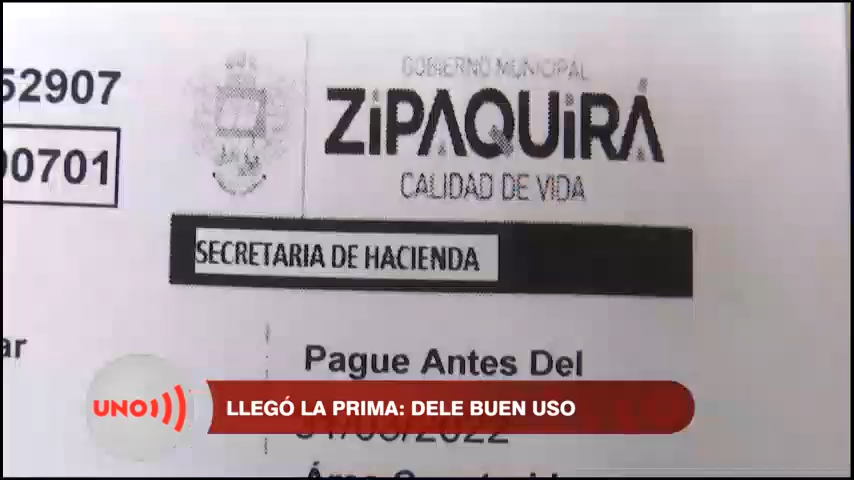 52907
00701
GOBIERNO MUNICIPAL
ZiPAQUiRÁ
CALIDAD DE VIDA
SECRETARIA DE HACIENDA
ar
Pague Antes Del
UNO
LLEGÓ LA PRIMA: DELE BUEN USO